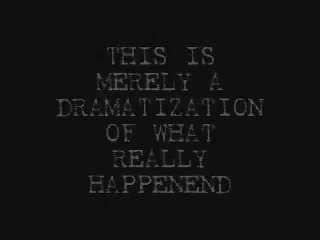 THIS IS
MERELY A
DRAMATIZATION
OF WHAT
REALLY
HAPPENEND